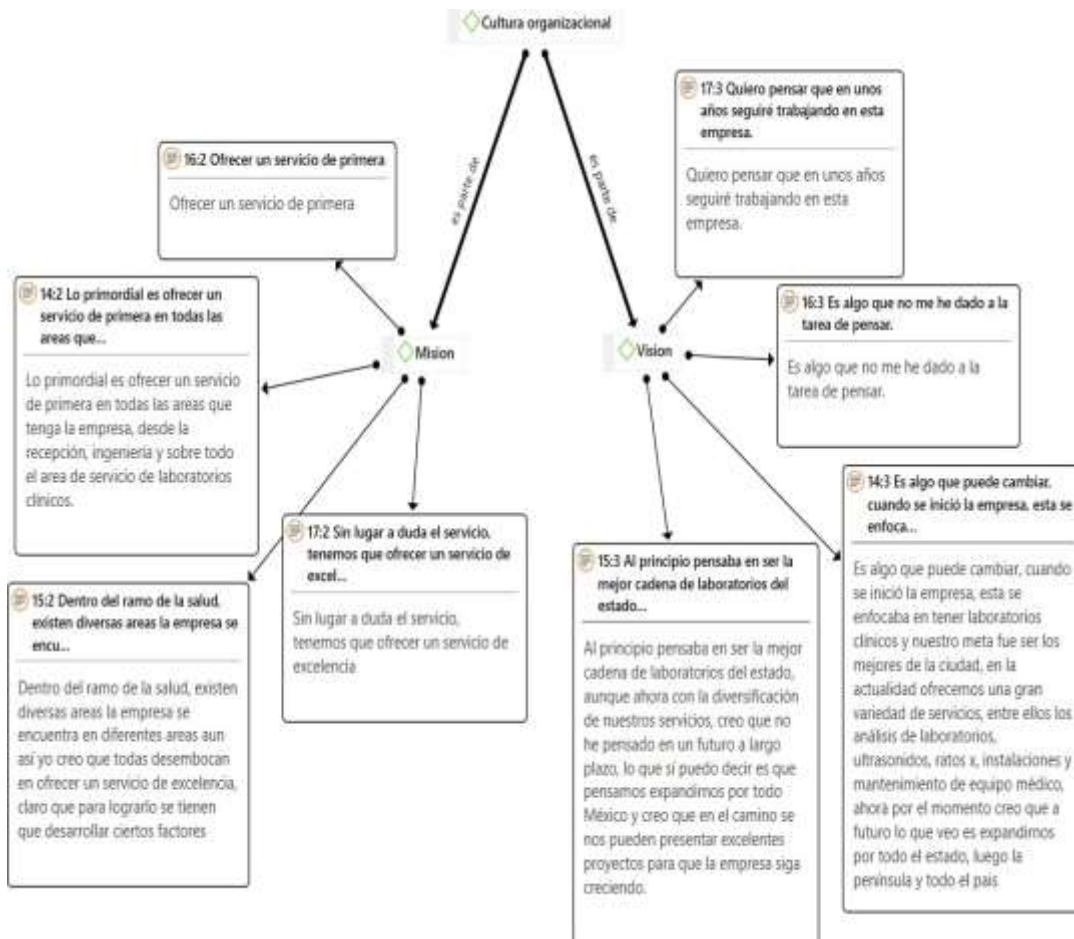 Cultura organizacional
es parte de
es parte de
16:2 Ofrecer un servicio de primera
Ofrecer un servicio de primera
17:3 Quiero pensar que en unos
años seguiré trabajando en esta
empresa.
Quiero pensar que en unos años
seguiré trabajando en esta
empresa.
14:2 Lo primordial es ofrecer un
servicio de primera en todas las
areas que...
Lo primordial es ofrecer un servicio
de primera en todas las areas que
tenga la empresa, desde la
recepción, ingeniería y sobre todo
el area de servicio de laboratorios
clínicos.
Mision
Vision
16:3 Es algo que no me he dado a la
tarea de pensar.
Es algo que no me he dado a la
tarea de pensar.
15:2 Dentro del ramo de la salud,
existen diversas areas la empresa se
encu...
Dentro del ramo de la salud, existen
diversas areas la empresa se
encuentra en diferentes areas aun
así yo creo que todas desembocan
en ofrecer un servicio de excelencia,
claro que para lograrlo se tienen
que desarrollar ciertos factores
17:2 Sin lugar a duda el servicio,
tenemos que ofrecer un servicio de
excel...
Sin lugar a duda el servicio,
tenemos que ofrecer un servicio de
excelencia
15:3 Al principio pensaba en ser la
mejor cadena de laboratorios del
estado...
Al principio pensaba en ser la mejor
cadena de laboratorios del estado,
aunque ahora con la diversificación
de nuestros servicios, creo que no
he pensado en un futuro a largo
plazo, lo que sí puedo decir es que
pensamos expandirnos por todo
México y creo que en el camino se
nos pueden presentar excelentes
proyectos para que la empresa siga
creciendo.
14:3 Es algo que puede cambiar,
cuando se inició la empresa, esta se
enfoca...
Es algo que puede cambiar, cuando
se inició la empresa, esta se
enfocaba en tener laboratorios
clínicos y nuestro meta fue ser los
mejores de la ciudad, en la
actualidad ofrecemos una gran
variedad de servicios, entre ellos los
análisis de laboratorios,
ultrasonidos, ratos x, instalaciones y
mantenimiento de equipo médico,
ahora por el momento creo que a
futuro lo que veo es expandirnos
por todo el estado, luego la
península y todo el pais